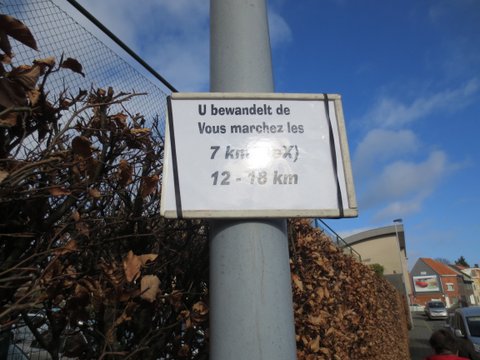 U bewandelt de
Vous marchez les
7 km
12 - 18 km